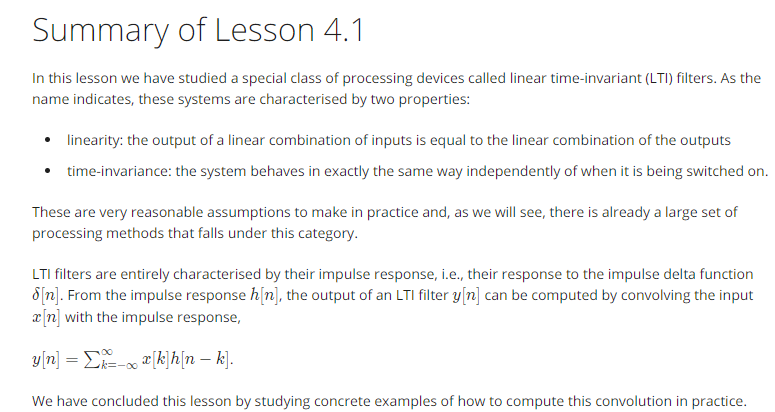 Summary of Lesson 4.1
In this lesson we have studied a special class of processing devices called linear time-invariant (LTI) filters. As the
name indicates, these systems are characterised by two properties:
• linearity: the output of a linear combination of inputs is equal to the linear combination of the outputs
• time-invariance: the system behaves in exactly the same way independently of when it is being switched on.
These are very reasonable assumptions to make in practice and, as we will see, there is already a large set of
processing methods that falls under this category.
LTI filters are entirely characterised by their impulse response, i.e., their response to the impulse delta function
δ[n]. From the impulse response h[n], the output of an LTI filter y[n] can be computed by convolving the input
x[n] with the impulse response,
y[n] = ∑_{k=−∞}^{∞} x[k]h[n − k].
We have concluded this lesson by studying concrete examples of how to compute this convolution in practice.